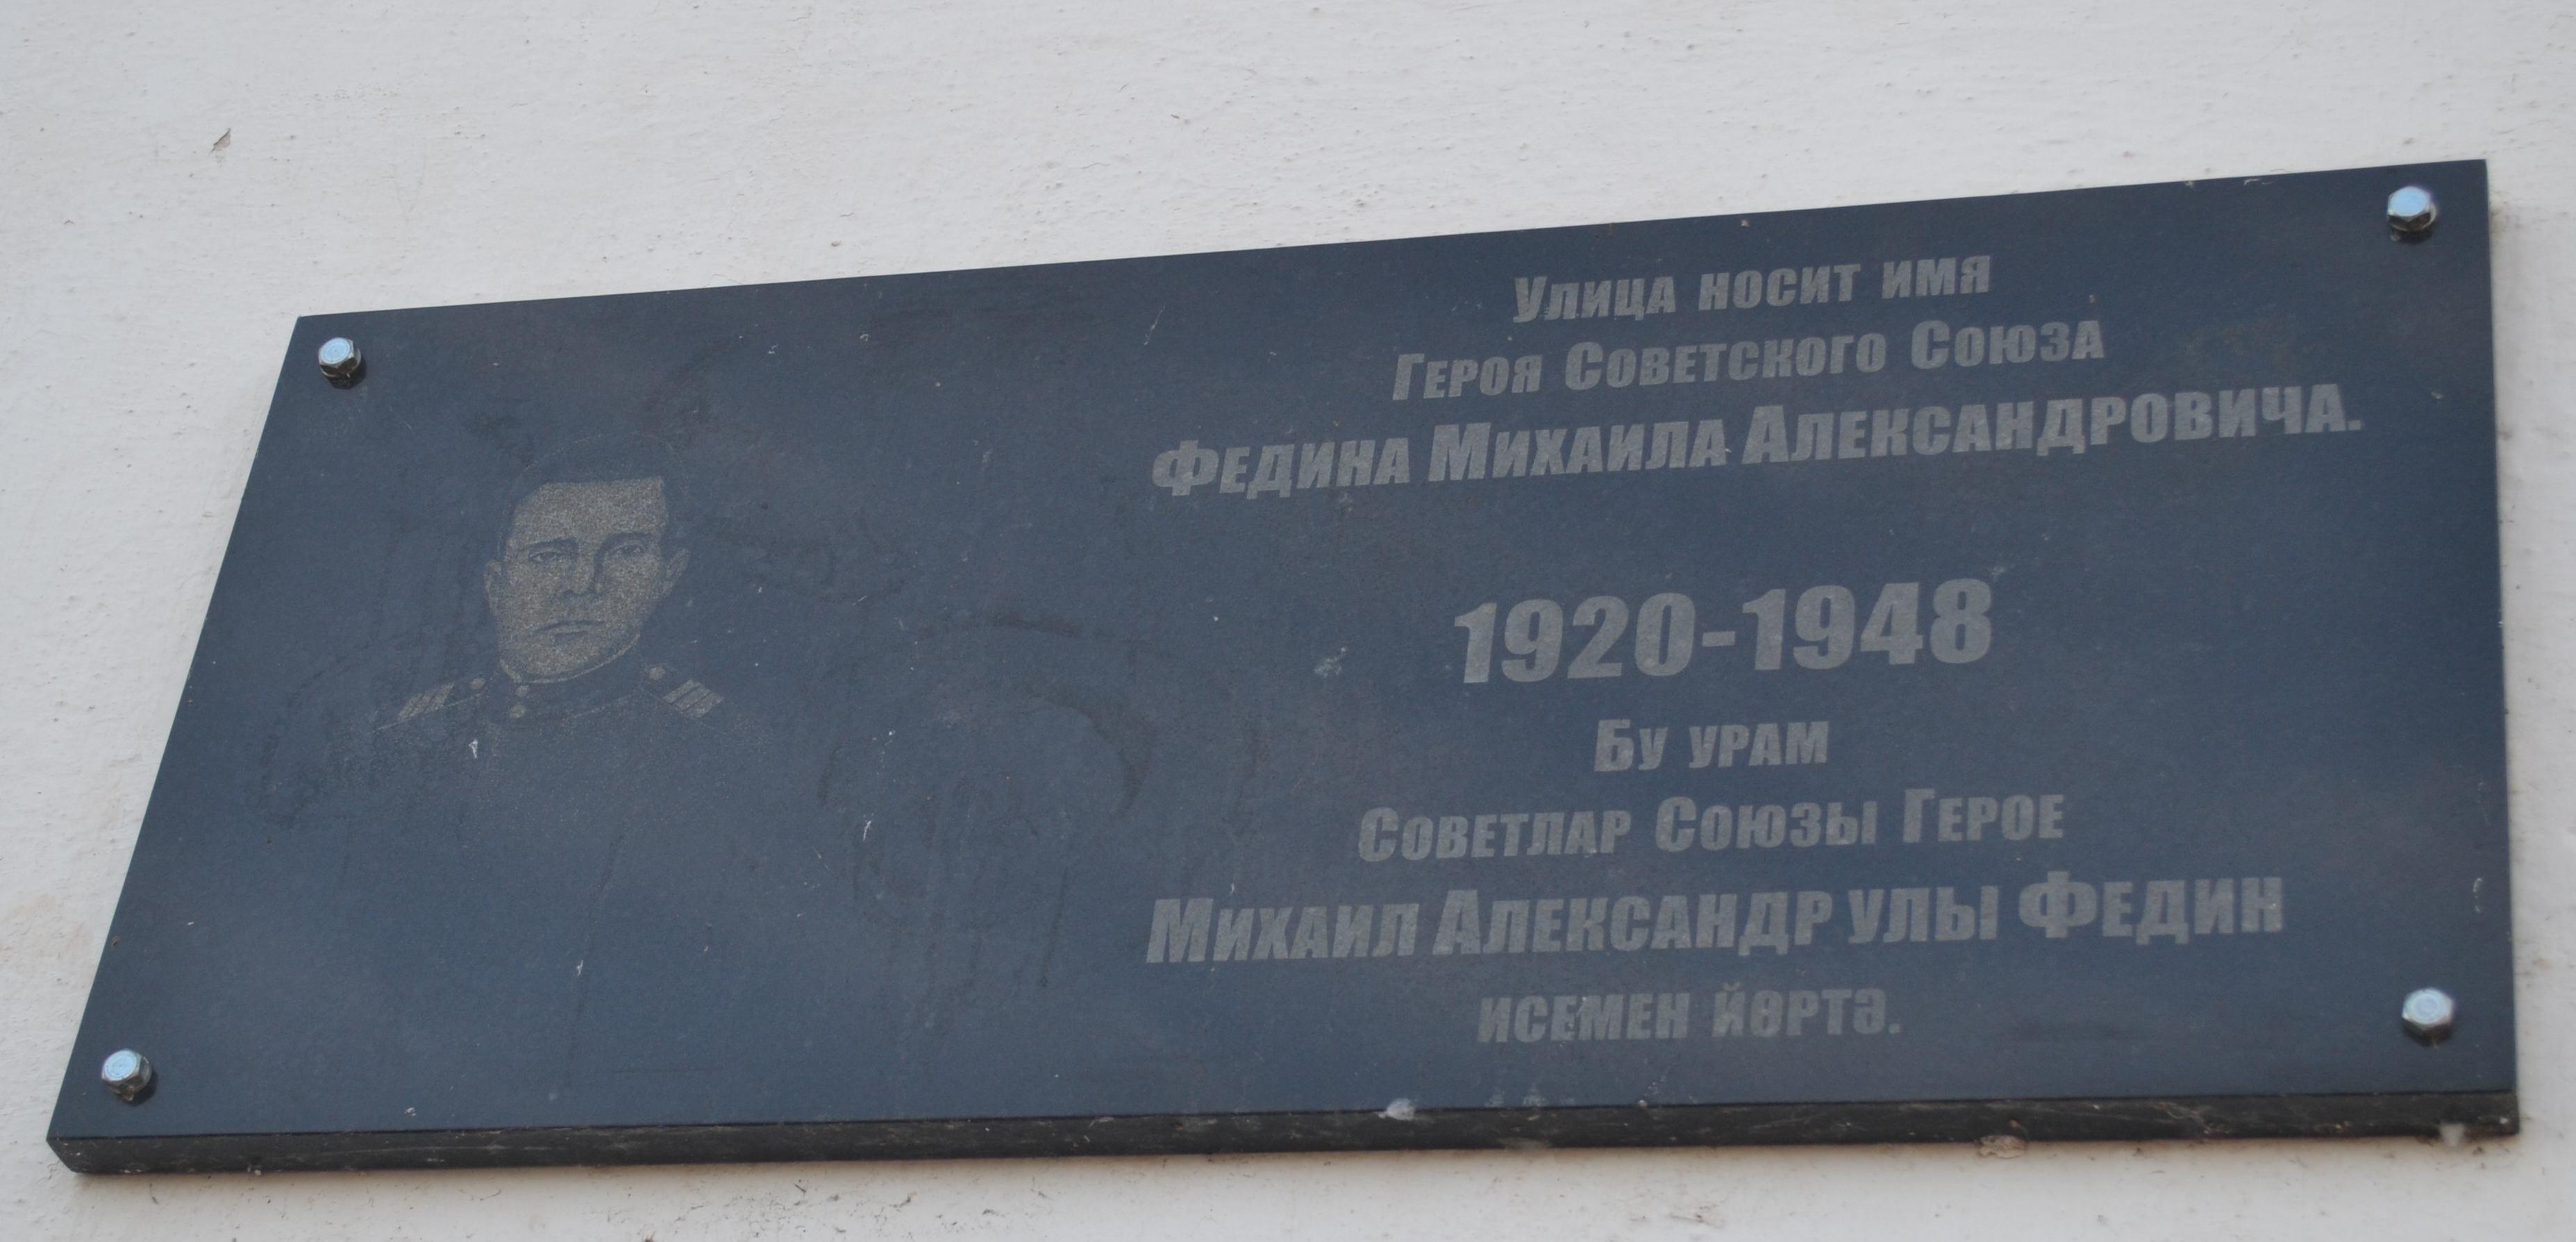 Улица носит имя
Героя Советского Союза
Федина Михаила Александровича.
1920-1948
Бу урам
Советлар Союзы Герое
Михаил Александр улы Федин
исемен йөртә.